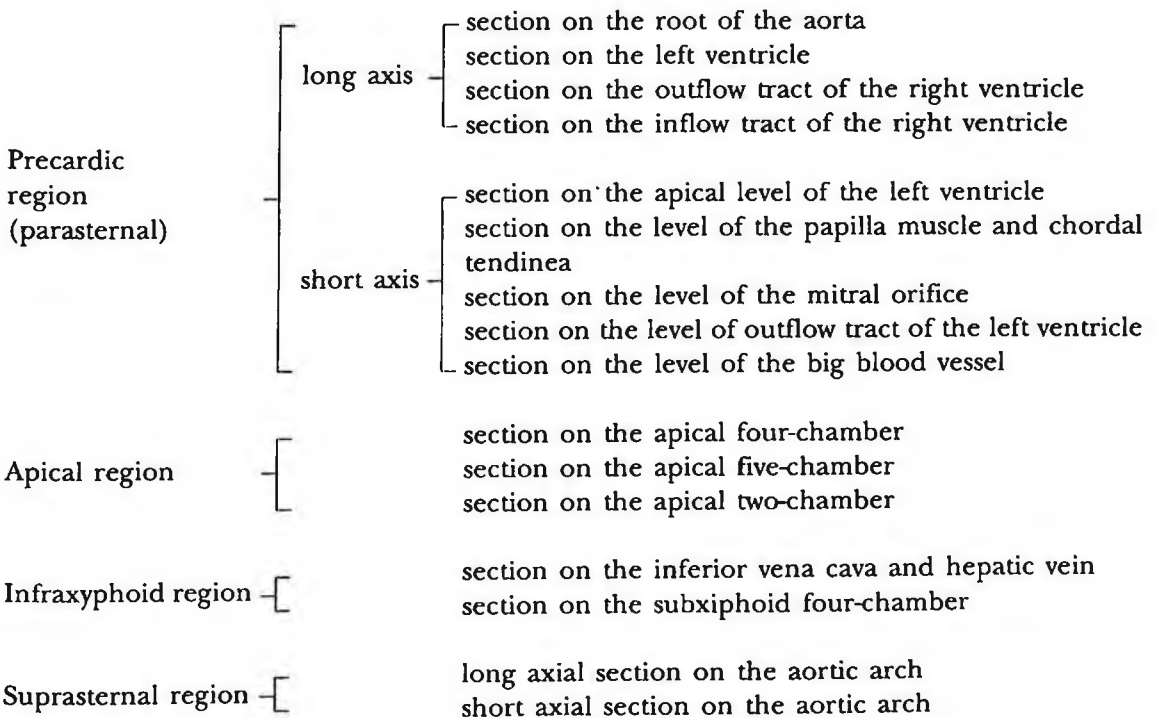 section on the root of the aorta
section on the left ventricle
long axis
section on the outflow tract of the right ventricle
section on the inflow tract of the right ventricle
Precardic
region
(parasternal)
section on the apical level of the left ventricle
section on the level of the papilla muscle and chordal
tendinea
short axis
section on the level of the mitral orifice
section on the level of outflow tract of the left ventricle
section on the level of the big blood vessel
Apical region
section on the apical four-chamber
section on the apical five-chamber
section on the apical two-chamber
Infraxyphoid region
section on the inferior vena cava and hepatic vein
section on the subxiphoid four-chamber
Suprasternal region
long axial section on the aortic arch
short axial section on the aortic arch